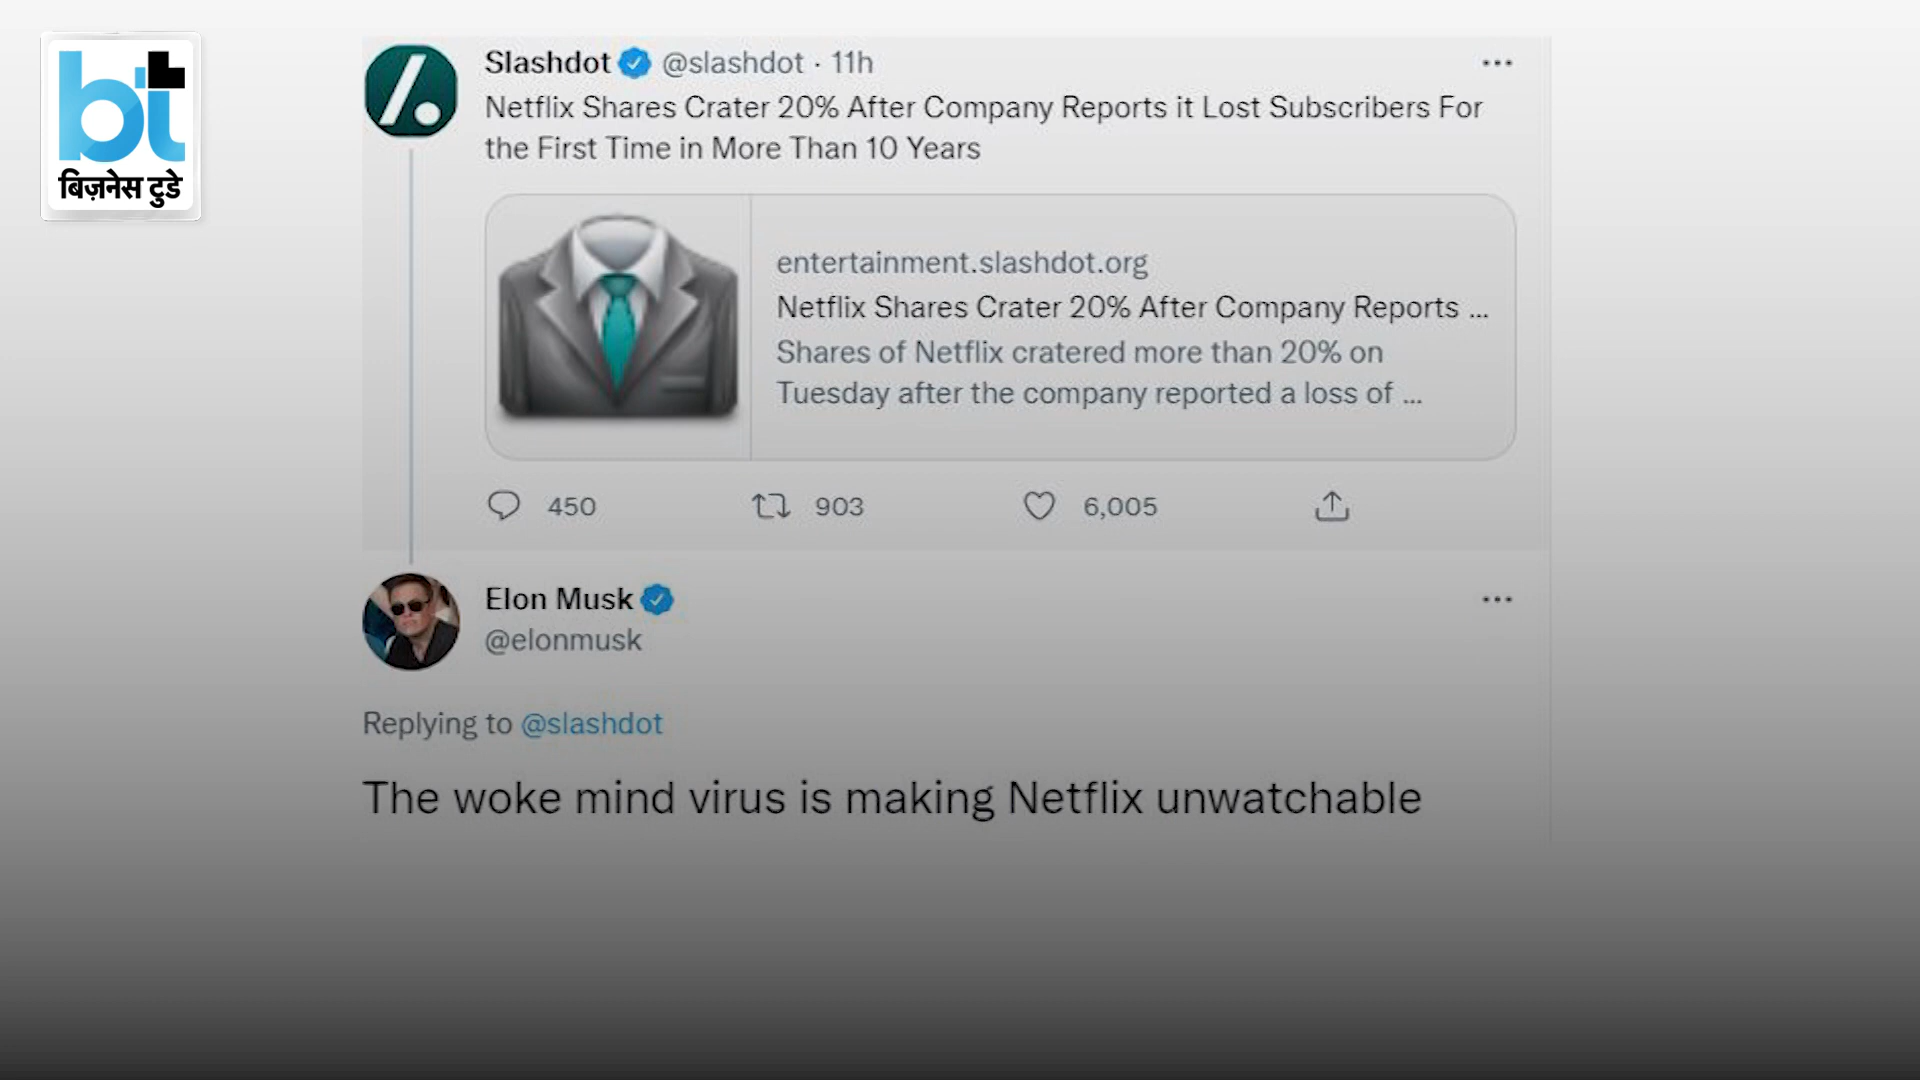 bt
बिज़नेस टुडे
Slashdot @slashdot · 11h
Netflix Shares Crater 20% After Company Reports it Lost Subscribers For
the First Time in More Than 10 Years
entertainment.slashdot.org
Netflix Shares Crater 20% After Company Reports ...
Shares of Netflix cratered more than 20% on
Tuesday after the company reported a loss of ...
450 903 6,005
Elon Musk
@elonmusk
Replying to @slashdot
The woke mind virus is making Netflix unwatchable